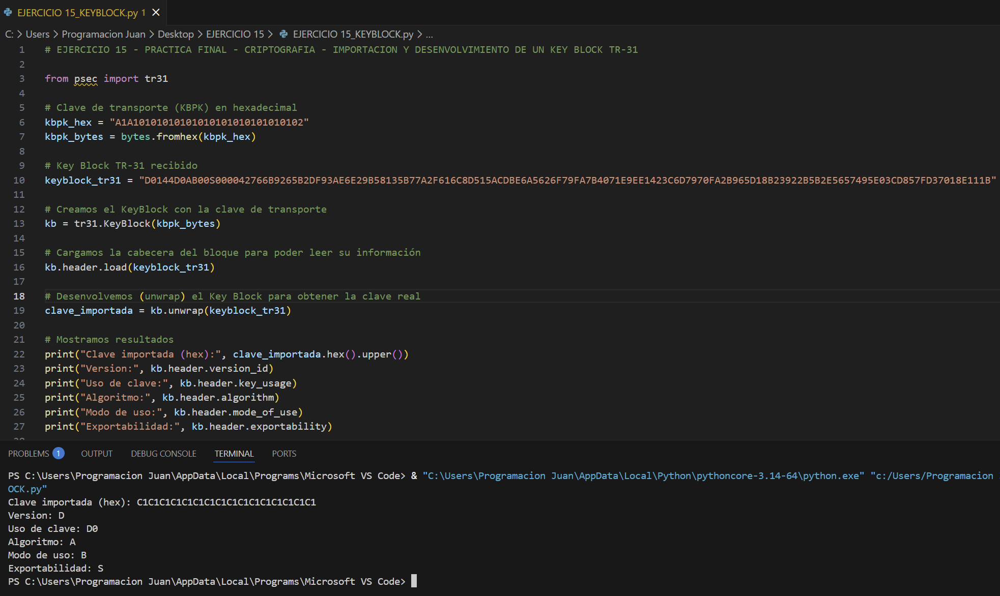 EJERCICIO 15_KEYBLOCK.py 1
C: > Users > Programacion Juan > Desktop > EJERCICIO 15 > EJERCICIO 15_KEYBLOCK.py > ...
1 # EJERCICIO 15 - PRACTICA FINAL - CRIPTOGRAFIA - IMPORTACION Y DESENVOLVIMIENTO DE UN KEY BLOCK TR-31
2
3 from psec import tr31
4
5 # Clave de transporte (KBPK) en hexadecimal
6 kbpk_hex = "A1A10101010101010101010101010102"
7 kbpk_bytes = bytes.fromhex(kbpk_hex)
8
9 # Key Block TR-31 recibido
10 keyblock_tr31 = "D0144D0AB00S000042766B9265B2DF93AE6E29B58135B77A2F616C8D515ACDBE6A5626F79FA7B4071E9EE1423C6D7970FA2B965D18B23922B5B2E5657495E03CD857FD37018E111B"
11
12 # Creamos el KeyBlock con la clave de transporte
13 kb = tr31.KeyBlock(kbpk_bytes)
14
15 # Cargamos la cabecera del bloque para poder leer su información
16 kb.header.load(keyblock_tr31)
17
18 # Desenvolvemos (unwrap) el Key Block para obtener la clave real
19 clave_importada = kb.unwrap(keyblock_tr31)
20
21 # Mostramos resultados
22 print("Clave importada (hex):", clave_importada.hex().upper())
23 print("Version:", kb.header.version_id)
24 print("Uso de clave:", kb.header.key_usage)
25 print("Algoritmo:", kb.header.algorithm)
26 print("Modo de uso:", kb.header.mode_of_use)
27 print("Exportabilidad:", kb.header.exportability)
PROBLEMS 1 OUTPUT DEBUG CONSOLE TERMINAL PORTS
PS C:\Users\Programacion Juan\AppData\Local\Programs\Microsoft VS Code> & "C:\Users\Programacion Juan\AppData\Local\Python\pythoncore-3.14-64\python.exe" "c:/Users/Programacion
OCK.py"
Clave importada (hex): C1C1C1C1C1C1C1C1C1C1C1C1C1C1C1C1
Version: D
Uso de clave: D0
Algoritmo: A
Modo de uso: B
Exportabilidad: S
PS C:\Users\Programacion Juan\AppData\Local\Programs\Microsoft VS Code>